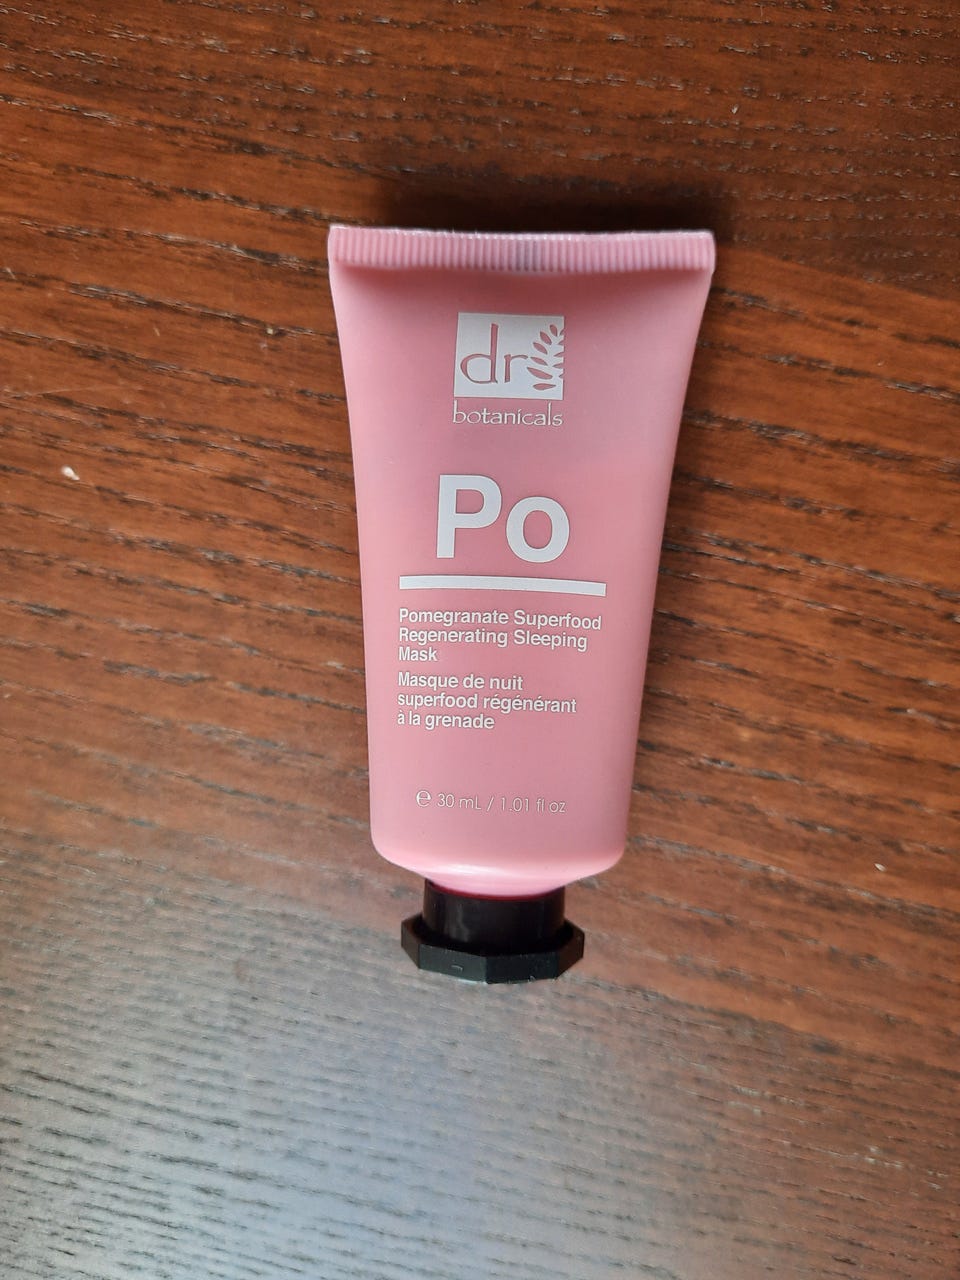 dr
botanicals
Po
Pomegranate Superfood
Regenerating Sleeping
Mask
Masque de nuit
superfood régénérant
à la grenade
℮ 30 mL / 1.01 fl oz